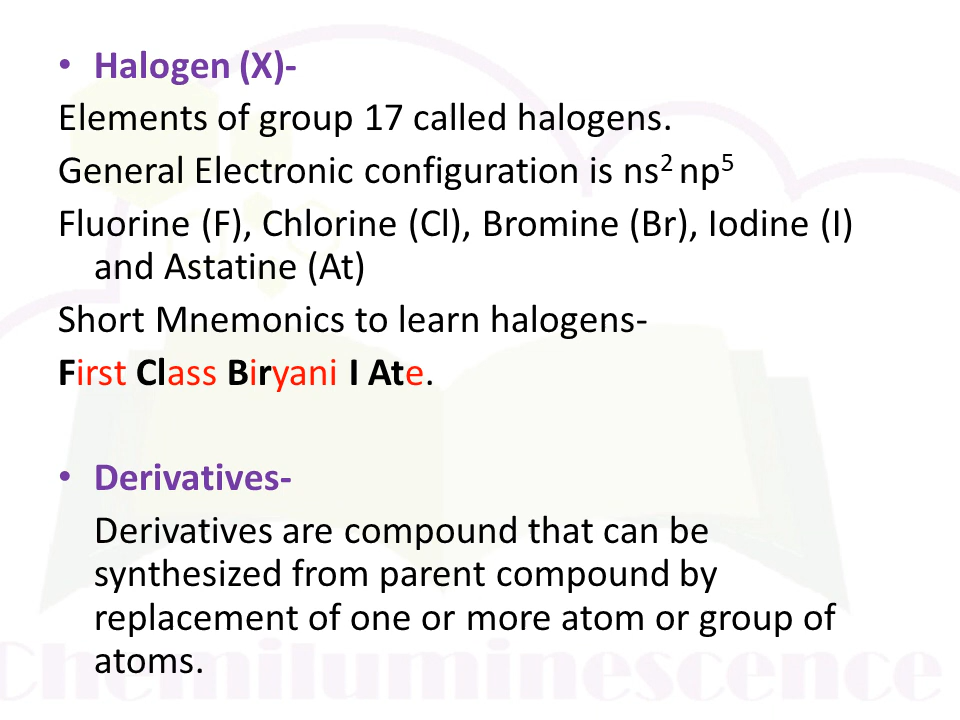 • Halogen (X)-
Elements of group 17 called halogens.
General Electronic configuration is ns² np⁵
Fluorine (F), Chlorine (Cl), Bromine (Br), Iodine (I)
and Astatine (At)
Short Mnemonics to learn halogens-
First Class Biryani I Ate.
• Derivatives-
Derivatives are compound that can be
synthesized from parent compound by
replacement of one or more atom or group of
atoms.
Chemiluminescence